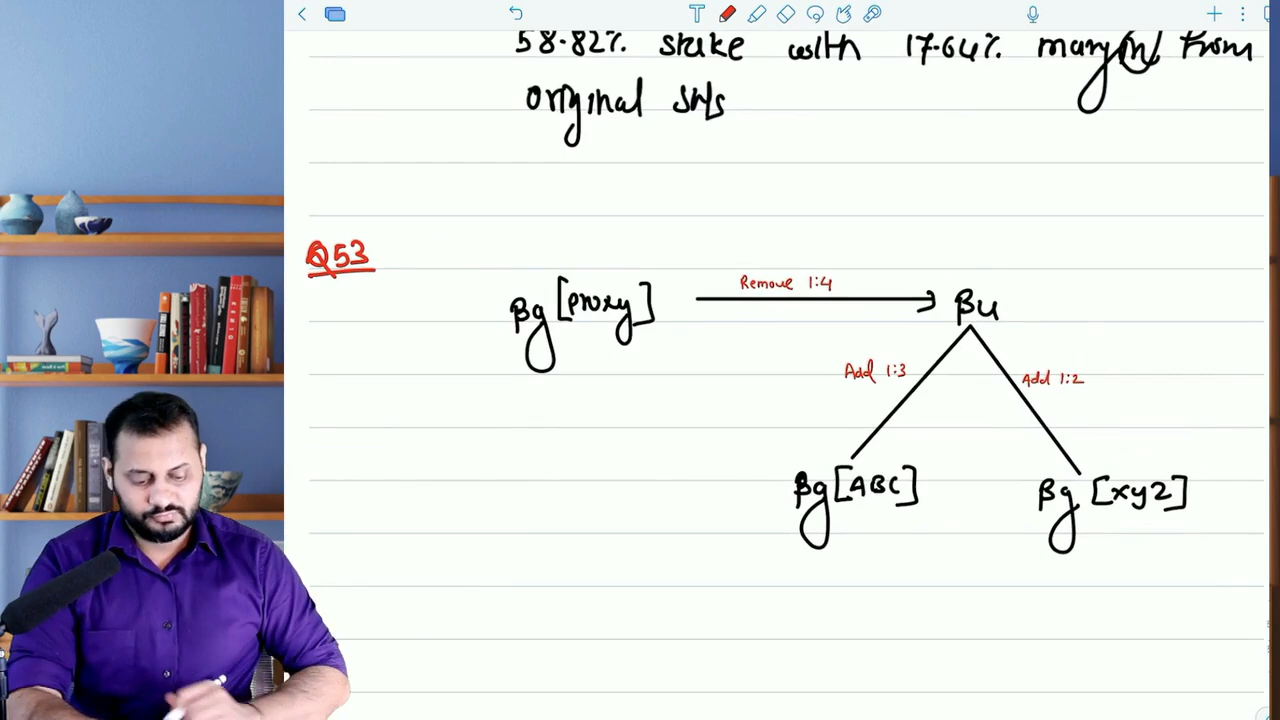 58.82% stake with 17.64% margin from
original SHs
Q53
βg [Proxy]
Remove 1:4
βu
Add 1:3
Add 1:2
βg [ABC]
βg [xyz]